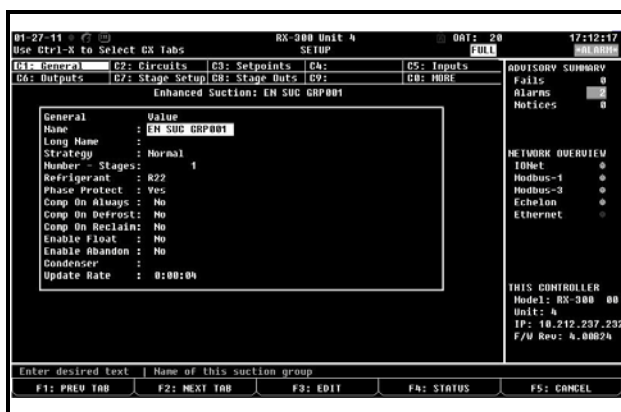 01-27-11 RX-300 Unit 4 OAT: 20 17:12:17
Use Ctrl-X to Select CX Tabs SETUP FULL *ALARM*
C1: General C2: Circuits C3: Setpoints C4: C5: Inputs
C6: Outputs C7: Stage Setup C8: Stage Outs C9: C0: MORE
Enhanced Suction: EN SUC GRP001
General Value
Name : EN SUC GRP001
Long Name :
Strategy : Normal
Number - Stages: 1
Refrigerant : R22
Phase Protect : Yes
Comp On Always : No
Comp On Defrost: No
Comp On Reclaim: No
Enable Float : No
Enable Abandon : No
Condenser :
Update Rate : 0:00:04
ADVISORY SUMMARY
Fails 0
Alarms 2
Notices 0
NETWORK OVERVIEW
IONet
Modbus-1
Modbus-3
Echelon
Ethernet
THIS CONTROLLER
Model: RX-300 00
Unit: 4
IP: 10.212.237.232
F/W Rev: 4.00B24
Enter desired text | Name of this suction group
F1: PREV TAB F2: NEXT TAB F3: EDIT F4: STATUS F5: CANCEL